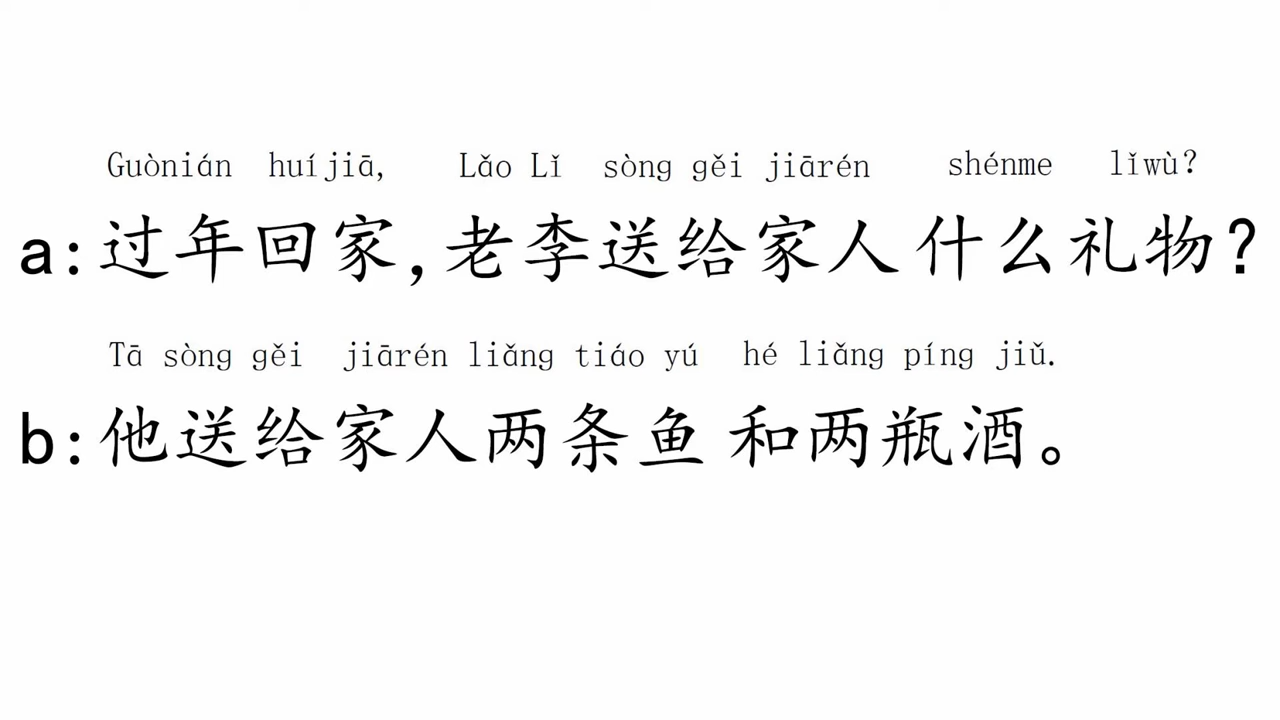 Guònián huíjiā, Lǎo Lǐ sòng gěi jiārén shénme lǐwù?
a:过年回家,老李送给家人什么礼物?
Tā sòng gěi jiārén liǎng tiáo yú hé liǎng píng jiǔ.
b:他送给家人两条鱼和两瓶酒。